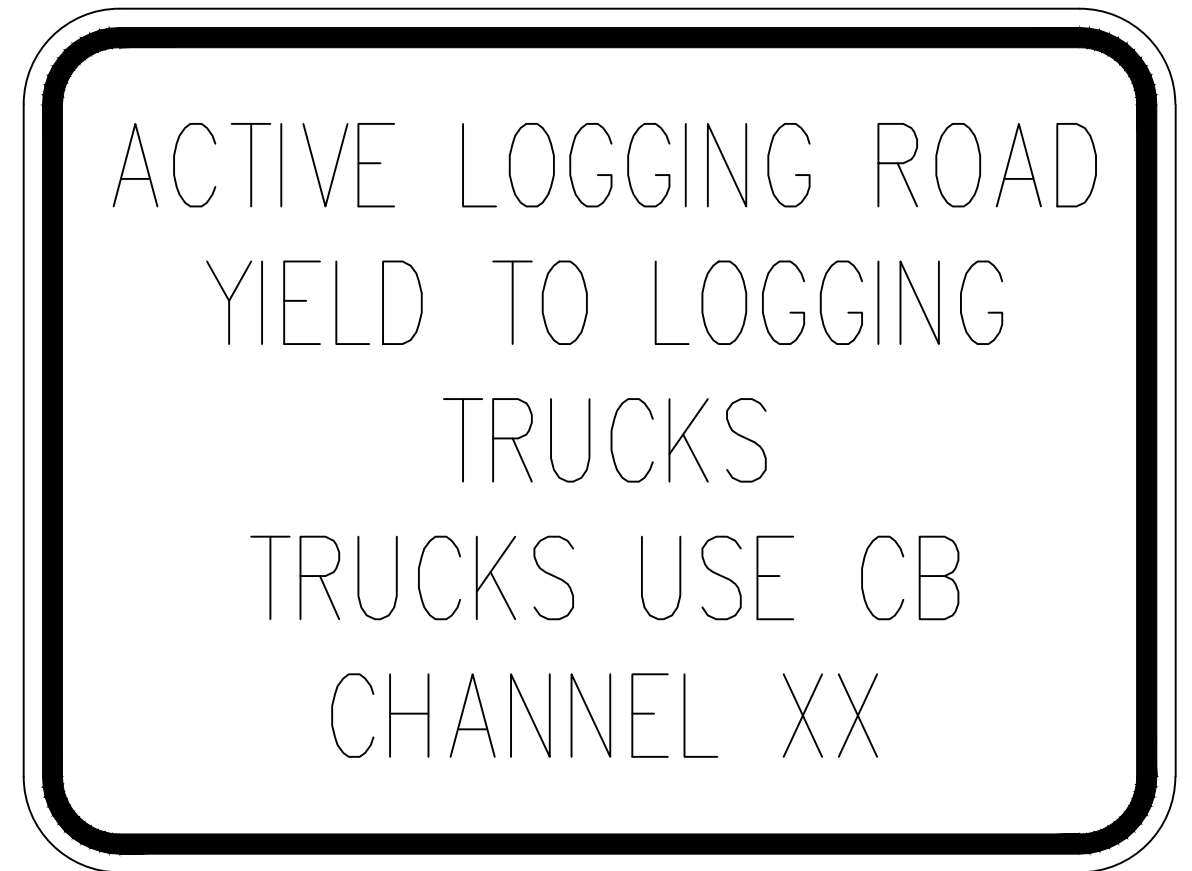 ACTIVE LOGGING ROAD
YIELD TO LOGGING
TRUCKS
TRUCKS USE CB
CHANNEL XX